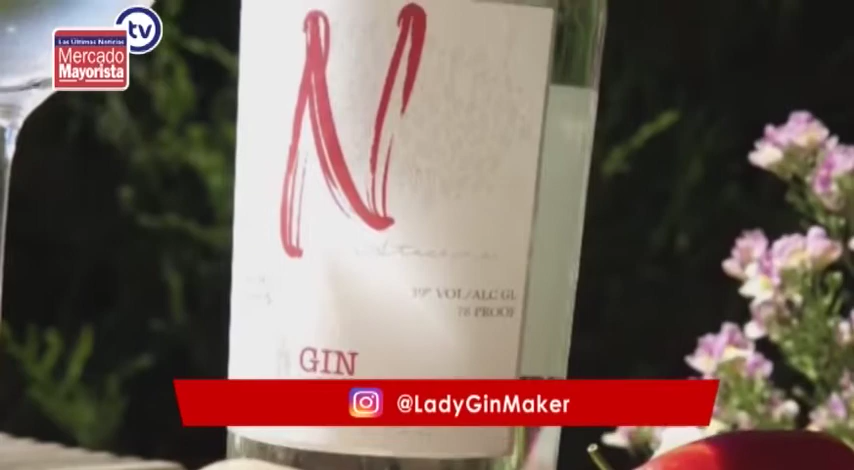 tv
Las Últimas Noticias
Mercado
Mayorista
N
39° VOL/ALC GL
78 PROOF
GIN
@LadyGinMaker